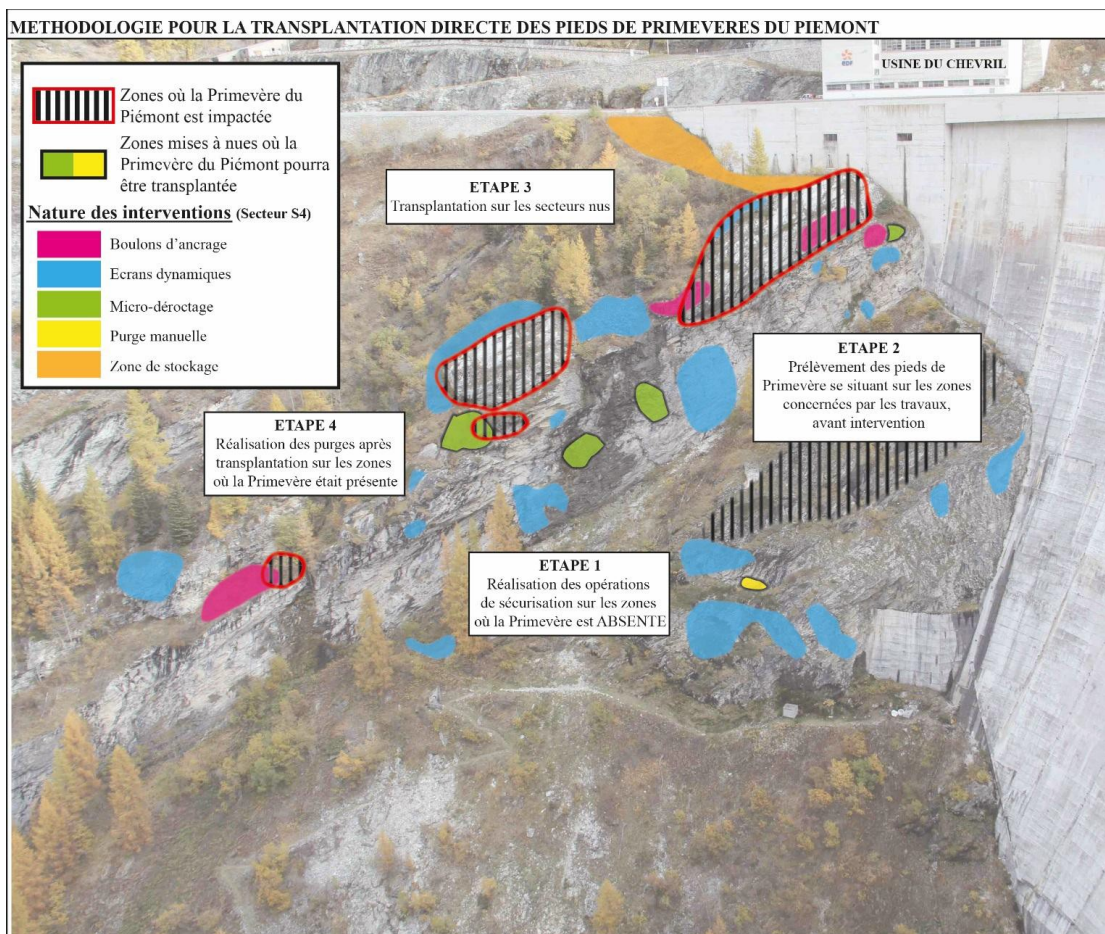 METHODOLOGIE POUR LA TRANSPLANTATION DIRECTE DES PIEDS DE PRIMEVERES DU PIEMONT
edf
USINE DU CHEVRIL
Zones où la Primevère du
Piémont est impactée
Zones mises à nues où la
Primevère du Piémont pourra
être transplantée
Nature des interventions (Secteur S4)
Boulons d'ancrage
Ecrans dynamiques
Micro-déroctage
Purge manuelle
Zone de stockage
ETAPE 3
Transplantation sur les secteurs nus
ETAPE 2
Prélèvement des pieds de
Primevère se situant sur les zones
concernées par les travaux,
avant intervention
ETAPE 4
Réalisation des purges après
transplantation sur les zones
où la Primevère était présente
ETAPE 1
Réalisation des opérations
de sécurisation sur les zones
où la Primevère est ABSENTE